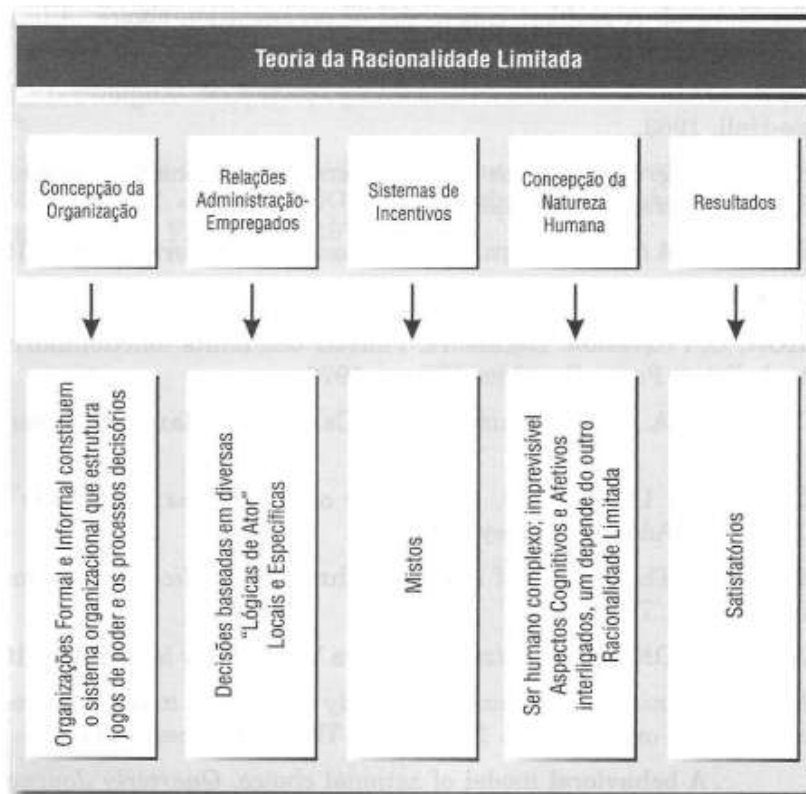 Teoria da Racionalidade Limitada
Concepção da
Organização
Relações
Administração-
Empregados
Sistemas de
Incentivos
Concepção da
Natureza
Humana
Resultados
Organizações Formal e Informal constituem
o sistema organizacional que estrutura
jogos de poder e os processos decisórios
Decisões baseadas em diversas
“Lógicas de Ator”
Locais e Específicas
Mistos
Ser humano complexo; imprevisível
Aspectos Cognitivos e Afetivos
interligados, um depende do outro
Racionalidade Limitada
Satisfatórios